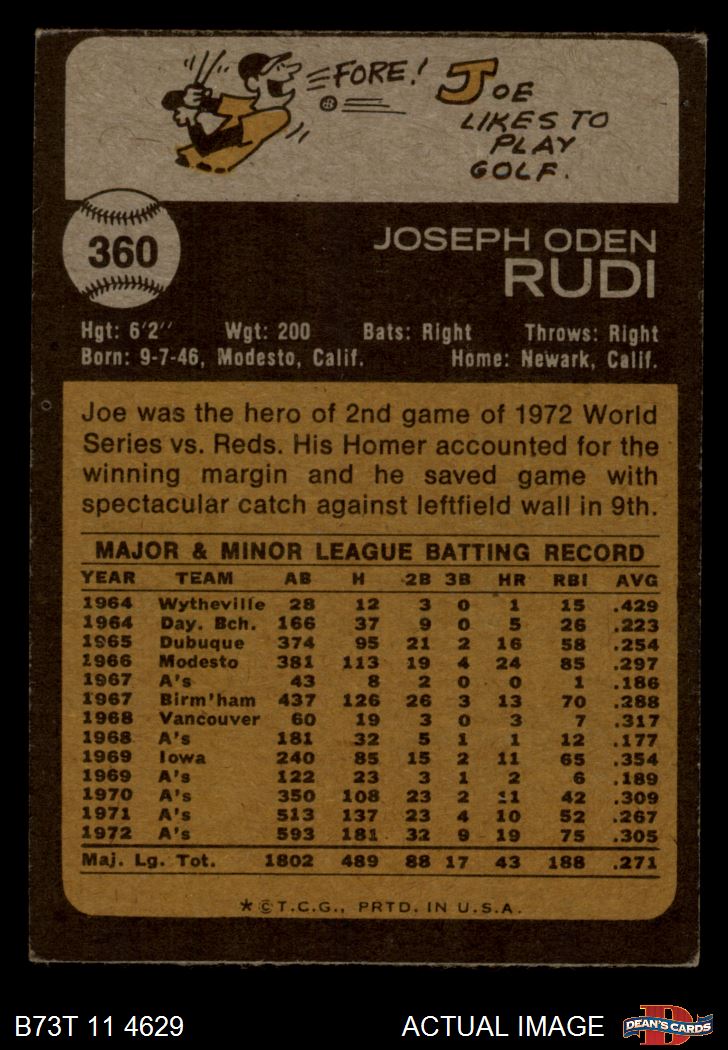 FORE!
JOE
LIKES TO
PLAY
GOLF.
360
JOSEPH ODEN
RUDI
Hgt: 6'2" Wgt: 200 Bats: Right Throws: Right
Born: 9-7-46, Modesto, Calif. Home: Newark, Calif.
Joe was the hero of 2nd game of 1972 World
Series vs. Reds. His Homer accounted for the
winning margin and he saved game with
spectacular catch against leftfield wall in 9th.
MAJOR & MINOR LEAGUE BATTING RECORD
YEAR TEAM AB H 2B 3B HR RBI AVG
1964 Wytheville 28 12 3 0 1 15 .429
1964 Day. Bch. 166 37 9 0 5 26 .223
1965 Dubuque 374 95 21 2 16 58 .254
1966 Modesto 381 113 19 4 24 85 .297
1967 A's 43 8 2 0 0 1 .186
1967 Birm'ham 437 126 26 3 13 70 .288
1968 Vancouver 60 19 3 0 3 7 .317
1968 A's 181 32 5 1 1 12 .177
1969 Iowa 240 85 15 2 11 65 .354
1969 A's 122 23 3 1 2 6 .189
1970 A's 350 108 23 2 11 42 .309
1971 A's 513 137 23 4 10 52 .267
1972 A's 593 181 32 9 19 75 .305
Maj. Lg. Tot. 1802 489 88 17 43 188 .271
*©T.C.G., PRTD. IN U.S.A.
B73T 11 4629 ACTUAL IMAGE
D
DEAN'S CARDS